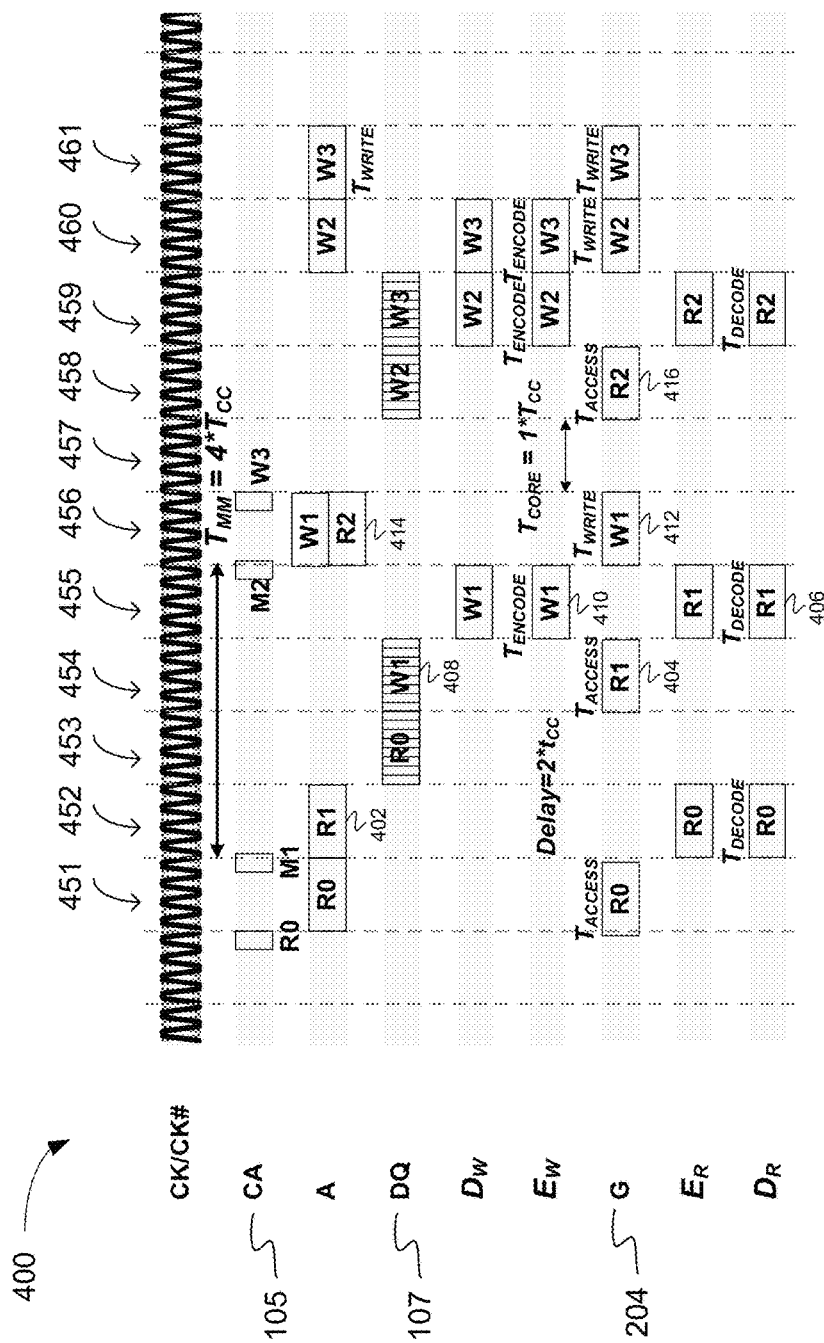 400
451 452 453 454 455 456 457 458 459 460 461
CK/CK#
T_MM = 4*T_CC
105 CA
R0 M1 M2 W3
A
R0 R1 W1 W2 W3
R2
402 414 T_WRITE
107 DQ
R0 W1 W2 W3
408
D_W
W1 W2 W3
T_ENCODE T_ENCODE T_ENCODE
E_W
W1 W2 W3
410
Delay=2*t_CC T_CORE = 1*T_CC
T_ACCESS T_ACCESS T_WRITE T_ACCESS T_WRITE T_WRITE
204 G
R0 R1 W1 R2 W2 W3
404 412 416
E_R
R0 R1 R2
T_DECODE T_DECODE T_DECODE
D_R
R0 R1 R2
406